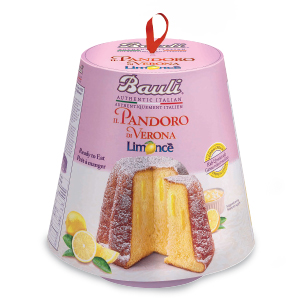 Bauli
AUTHENTIC ITALIAN
AUTHENTIQUEMENT ITALIEN
IL PANDORO
DI VERONA
Limoncè
Ready to Eat
Prêt à manger